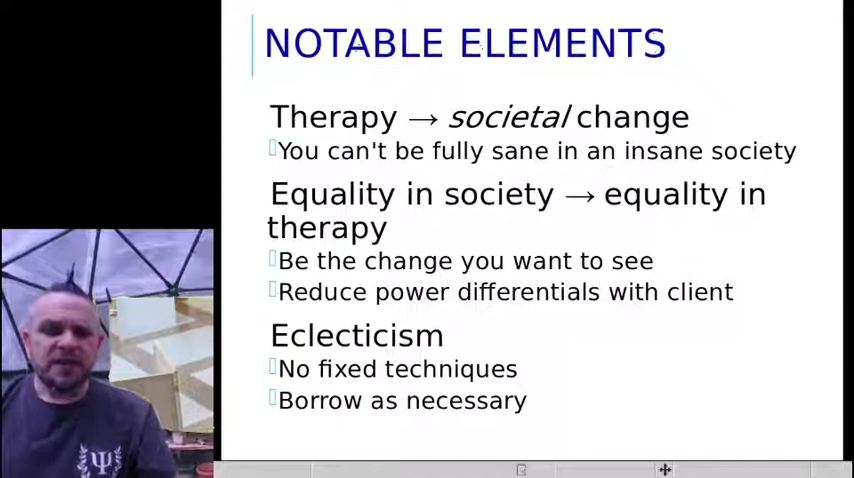 NOTABLE ELEMENTS
Therapy → societal change
You can't be fully sane in an insane society
Equality in society → equality in
therapy
Be the change you want to see
Reduce power differentials with client
Eclecticism
No fixed techniques
Borrow as necessary
Ψ